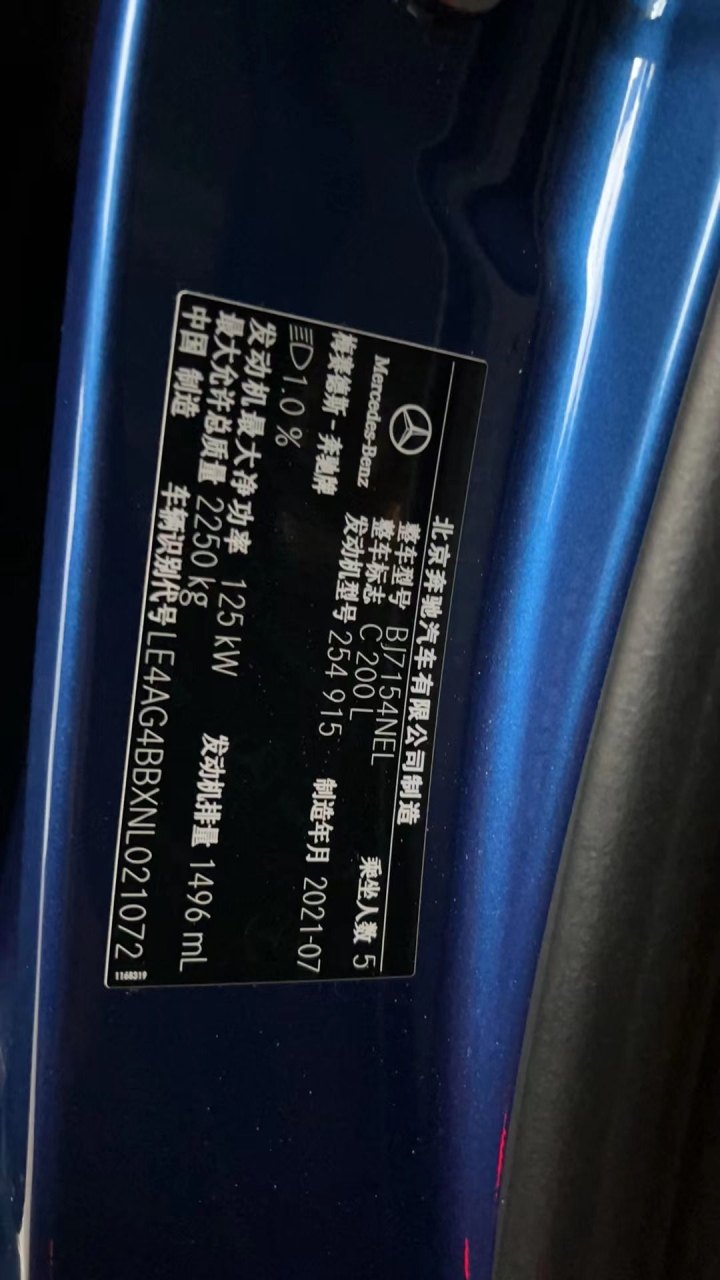 北京奔驰汽车有限公司制造
Mercedes-Benz
梅赛德斯-奔驰牌
整车型号 BJ7154NEL
整车标志 C 200 L
乘坐人数 5
发动机型号 254 915
制造年月 2021-07
1.0 %
发动机最大净功率 125 kW
发动机排量 1496 mL
最大允许总质量 2250 kg
中国 制造
车辆识别代号 LE4AG4BBXNL021072
1168319